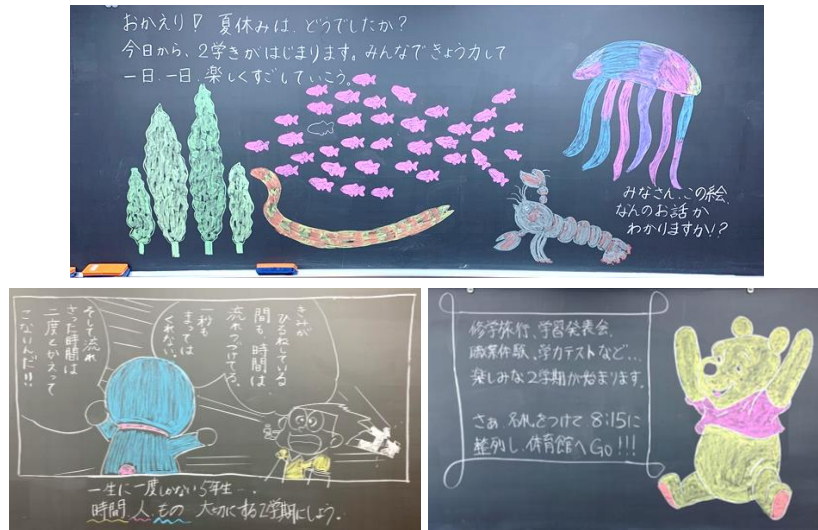 おかえり！夏休みは、どうでしたか？
今日から、2学きがはじまります。みんなできょう力して
一日、一日、楽しくすごしていこう。
みなさん、この絵、
なんのお話か
わかりますか！？
きみが
ひるねしている
間も時間は
流れつづけてる。
一秒も
まっては
くれない。
そして流れ
さった時間は
二度とかえって
こないんだ!!
一生に一度しかない5年生…。
時間、人、もの 大切にする2学期にしよう。
修学旅行、学習発表会、
職業体験、学力テストなど…
楽しみな2学期が始まります。
さぁ、名札をつけて 8:15に
整列し、体育館へGo!!!